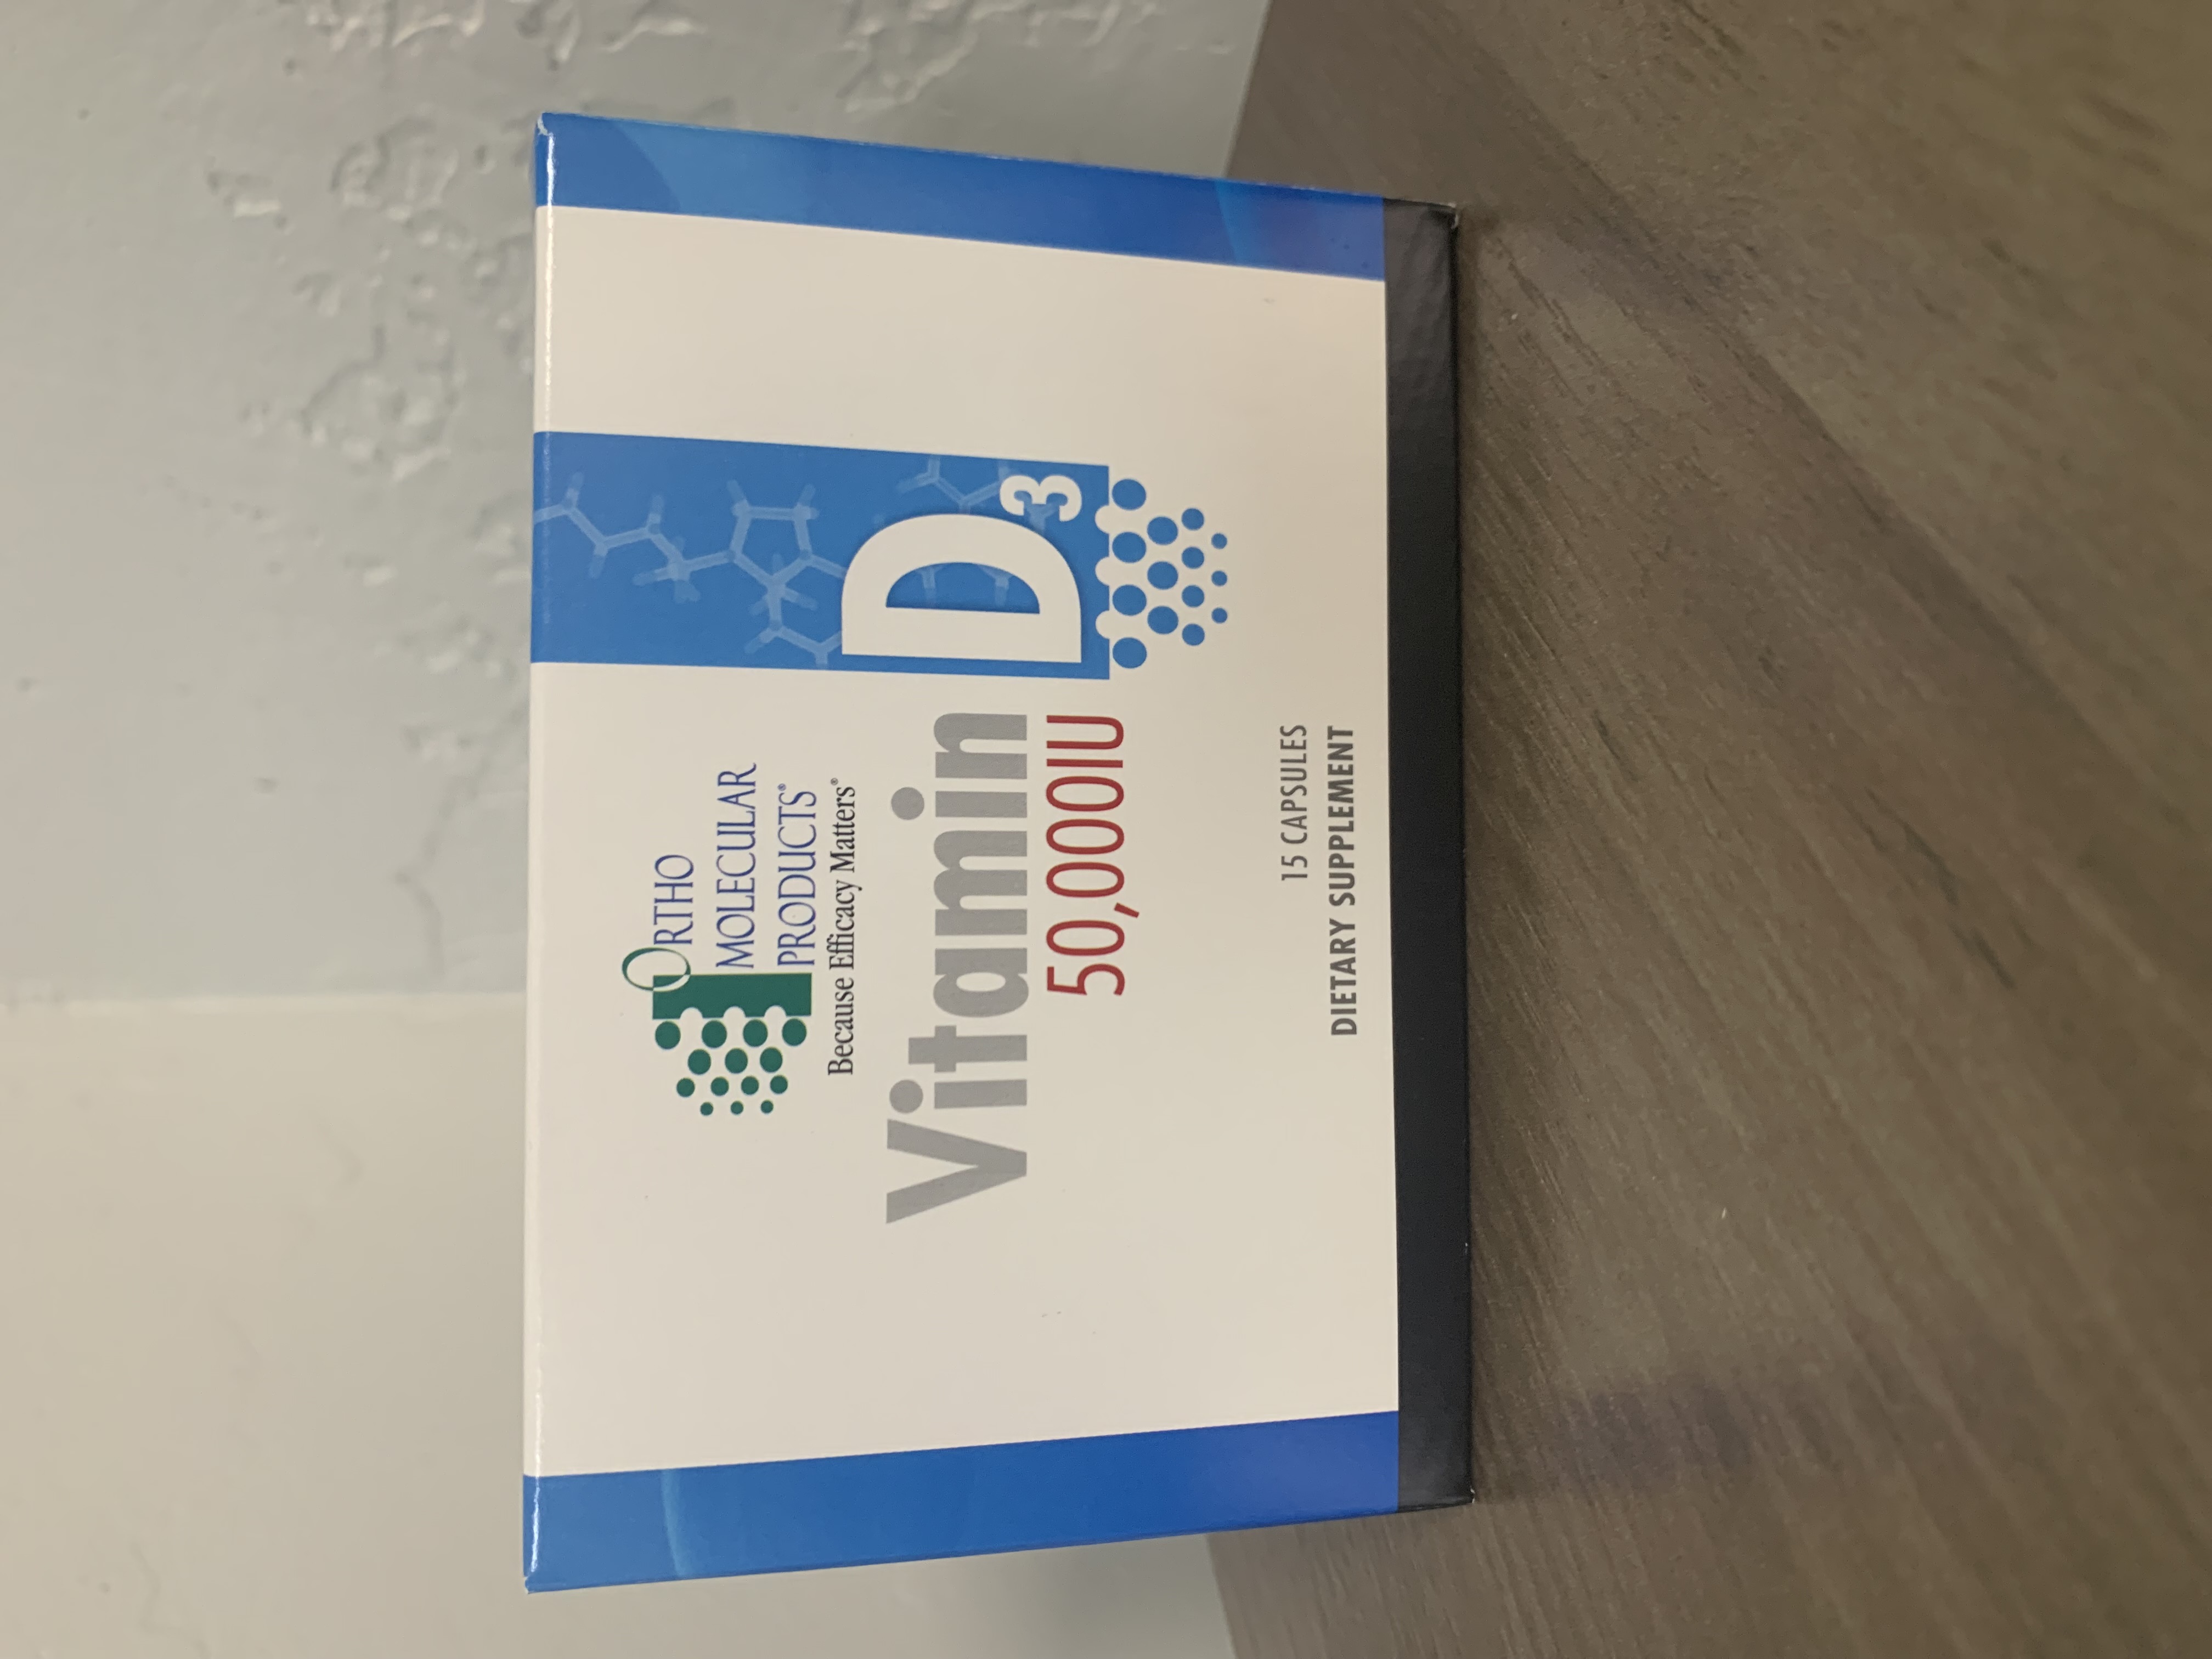 ORTHO
MOLECULAR
PRODUCTS®
Because Efficacy Matters®
Vitamin D3
50,000IU
15 CAPSULES
DIETARY SUPPLEMENT